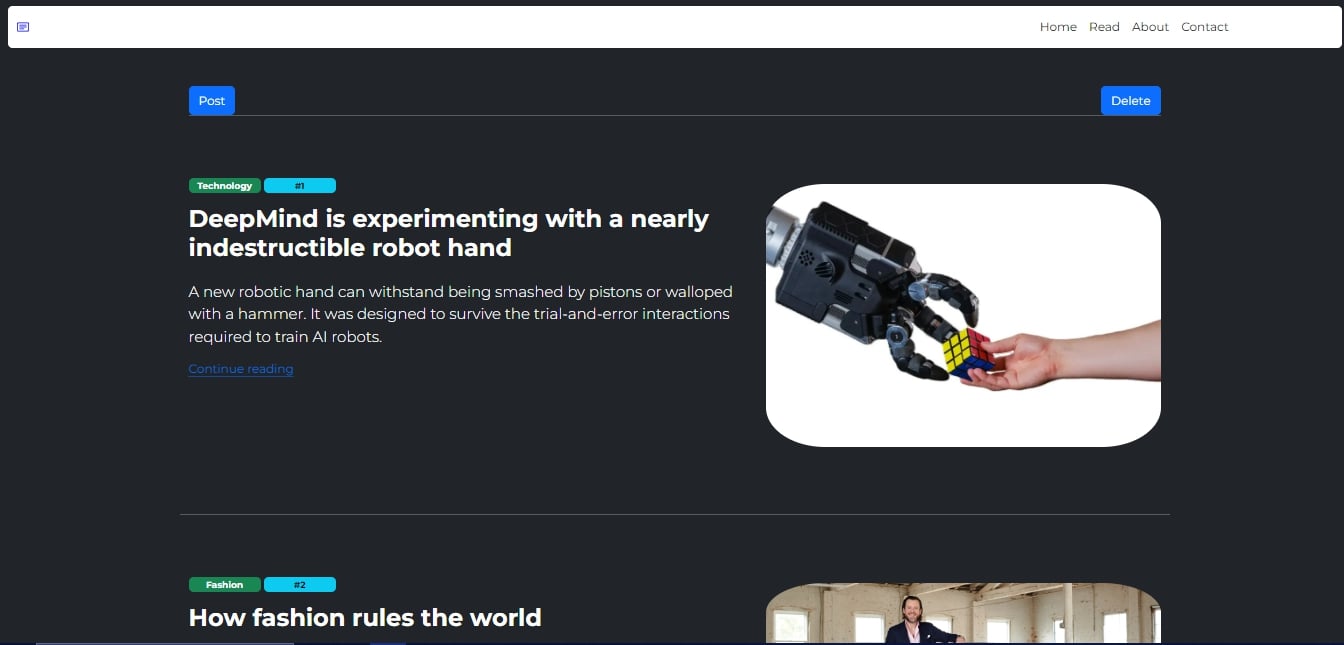 Home Read About Contact
Post
Delete
Technology #1
DeepMind is experimenting with a nearly
indestructible robot hand
A new robotic hand can withstand being smashed by pistons or walloped
with a hammer. It was designed to survive the trial-and-error interactions
required to train AI robots.
Continue reading
Fashion #2
How fashion rules the world